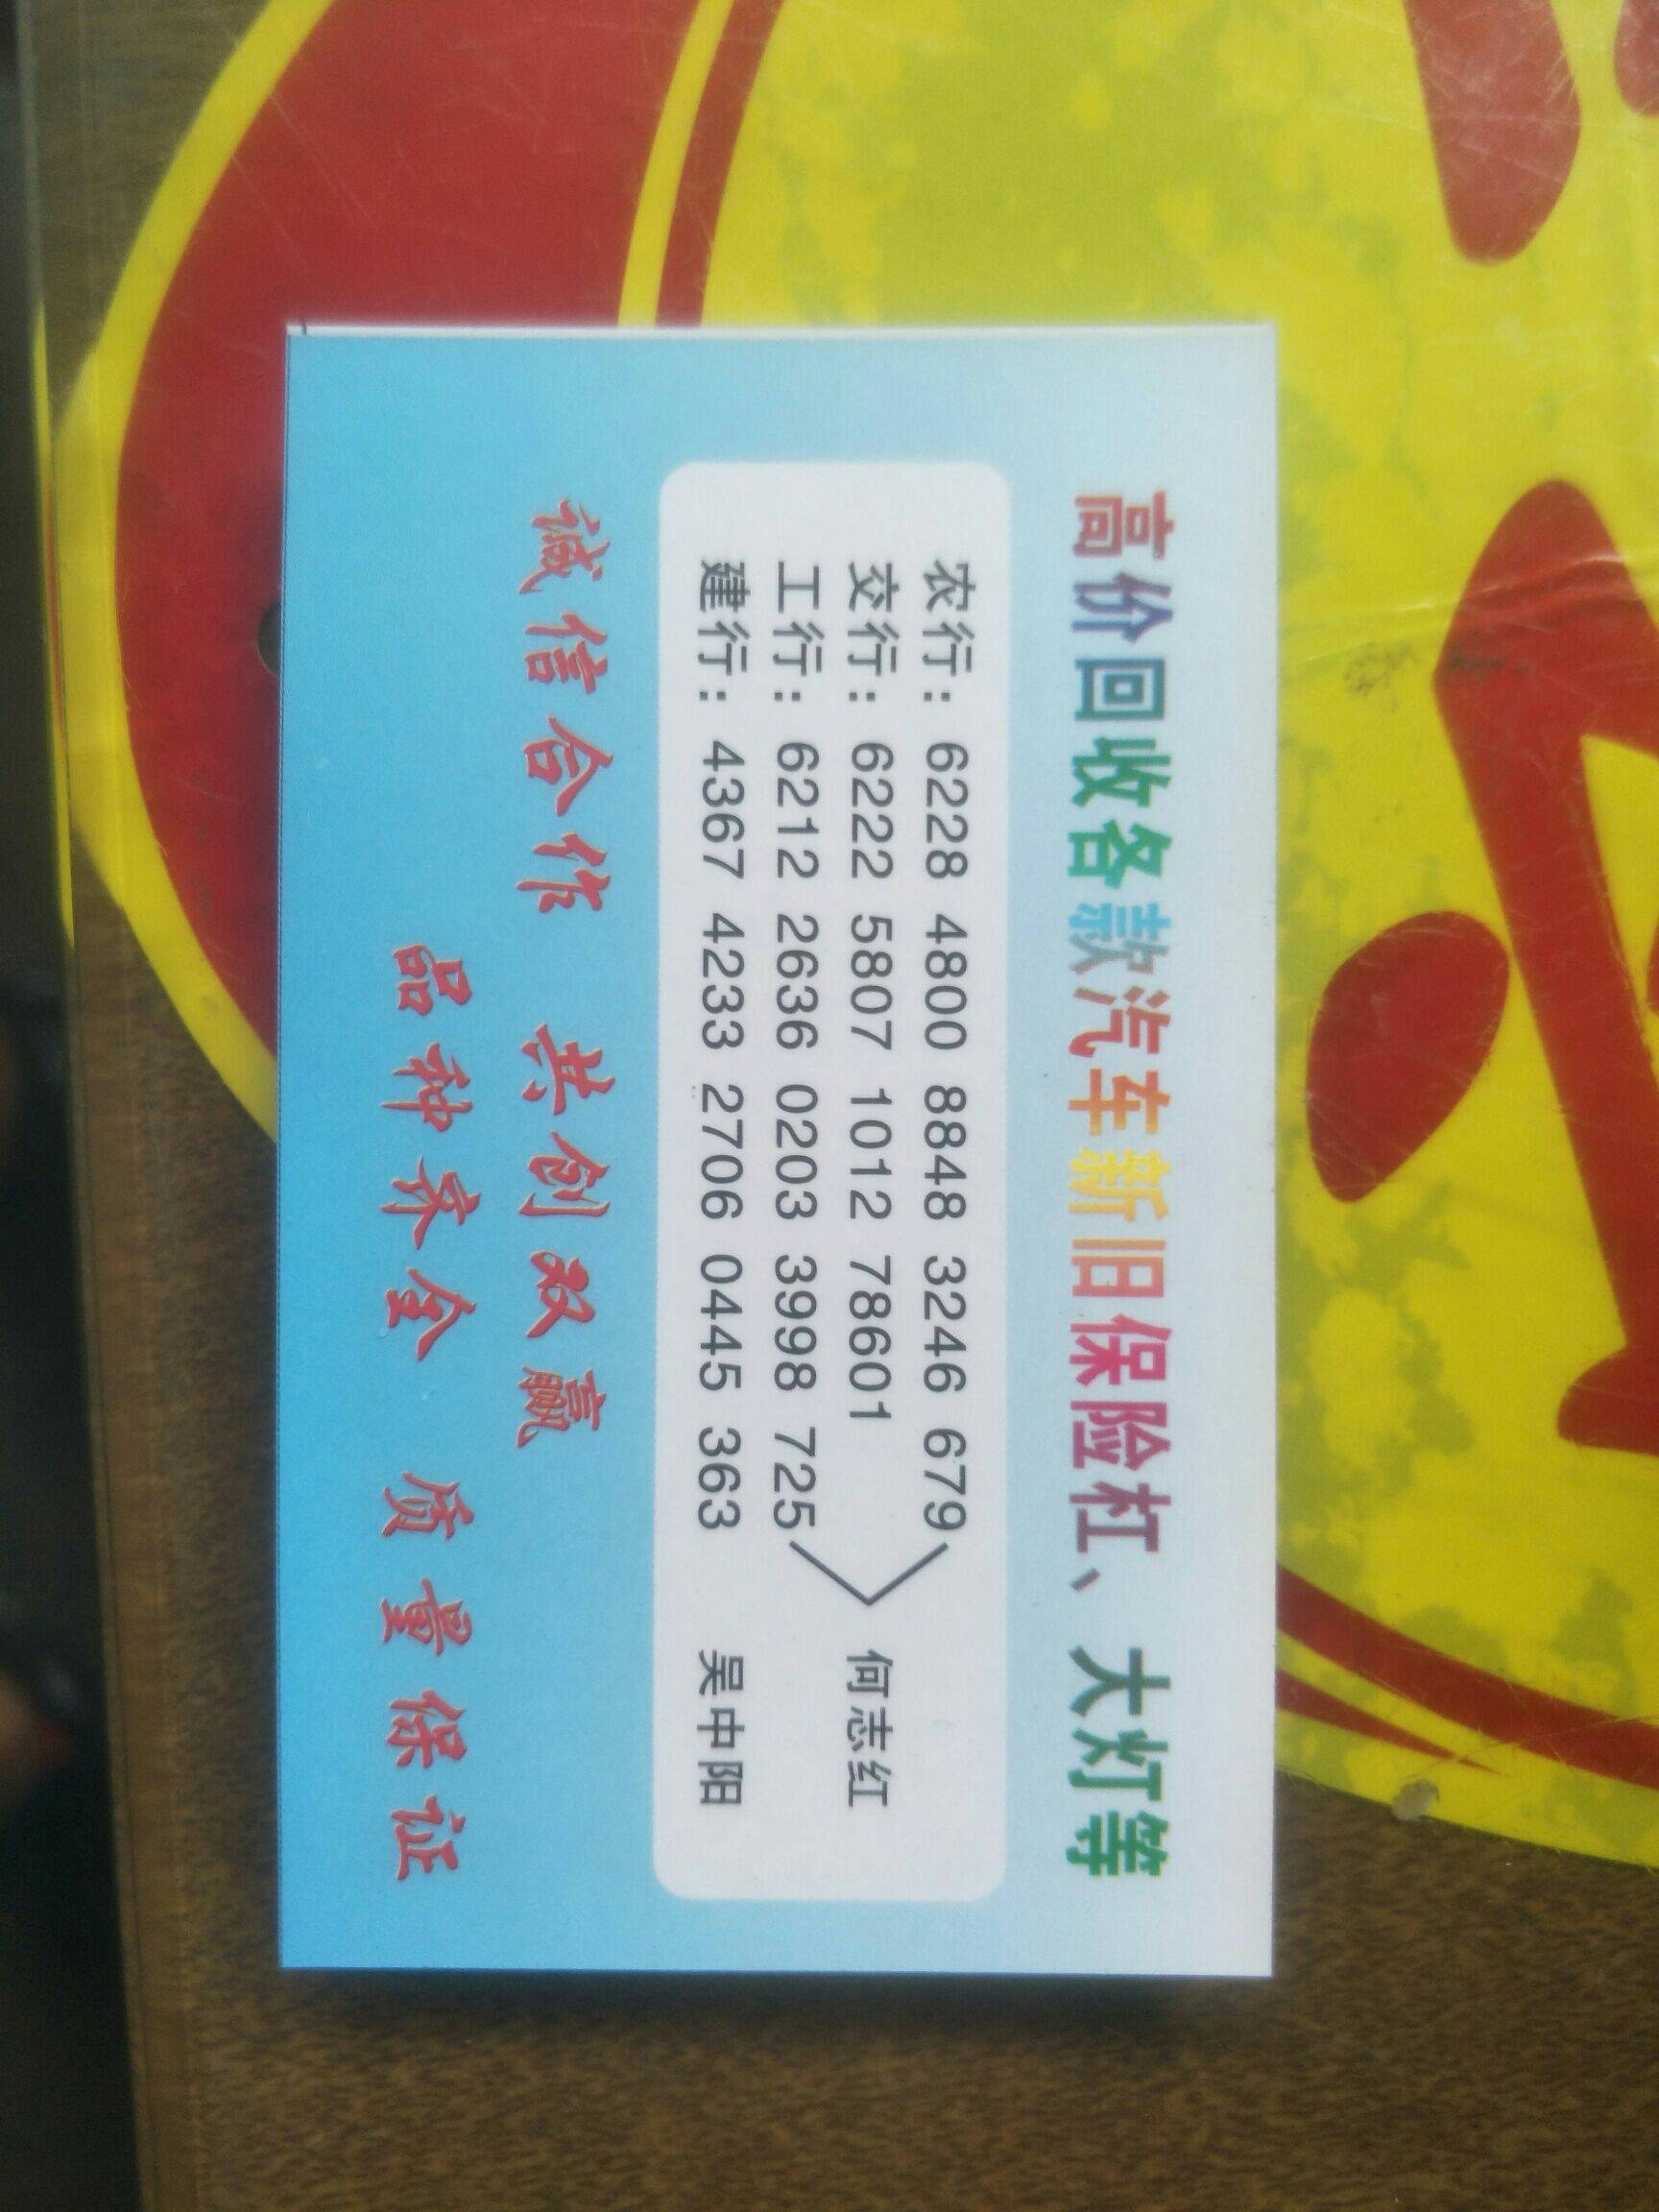 高价回收各款汽车新旧保险杠、大灯等
农行：6228 4800 8848 3246 679
交行：6222 5807 1012 78601
何志红
工行：6212 2636 0203 3998 725
建行：4367 4233 2706 0445 363 吴中阳
诚信合作 共创双赢
品种齐全 质量保证